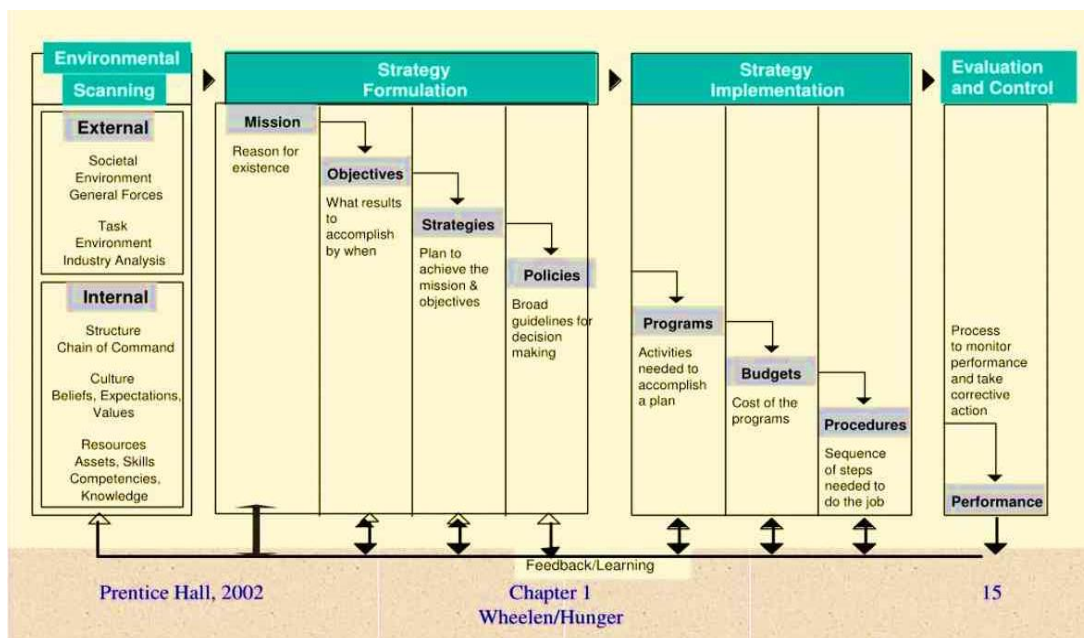 Environmental
Scanning
External
Societal
Environment
General Forces
Task
Environment
Industry Analysis
Internal
Structure
Chain of Command
Culture
Beliefs, Expectations,
Values
Resources
Assets, Skills
Competencies,
Knowledge
Strategy
Formulation
Mission
Reason for
existence
Objectives
What results
to
accomplish
by when
Strategies
Plan to
achieve the
mission &
objectives
Policies
Broad
guidelines for
decision
making
Strategy
Implementation
Programs
Activities
needed to
accomplish
a plan
Budgets
Cost of the
programs
Procedures
Sequence
of steps
needed to
do the job
Evaluation
and Control
Process
to monitor
performance
and take
corrective
action
Performance
Feedback/Learning
Prentice Hall, 2002
Chapter 1
Wheelen/Hunger
15